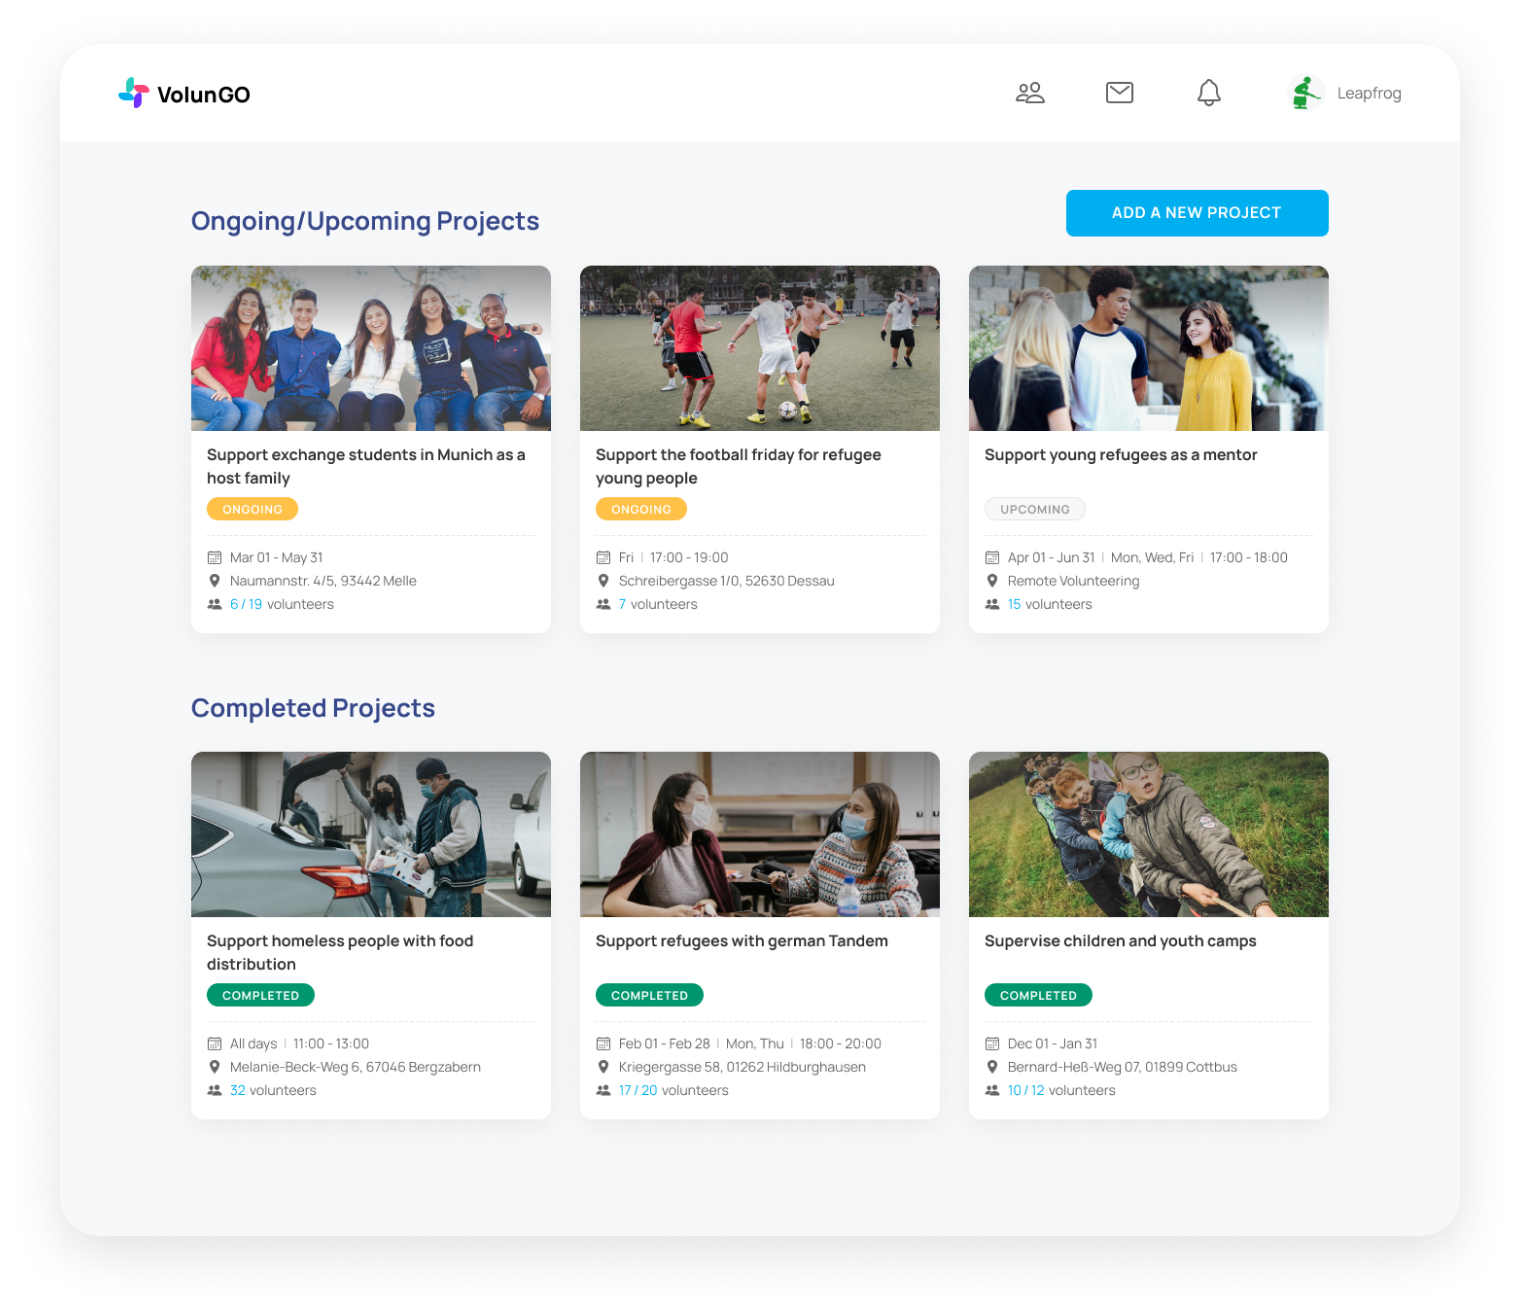 VolunGO
Leapfrog
Ongoing/Upcoming Projects
ADD A NEW PROJECT
Support exchange students in Munich as a
host family
ONGOING
Mar 01 - May 31
Naumannstr. 4/5, 93442 Melle
6 / 19 volunteers
Support the football friday for refugee
young people
ONGOING
Fri | 17:00 - 19:00
Schreibergasse 1/0, 52630 Dessau
7 volunteers
Support young refugees as a mentor
UPCOMING
Apr 01 - Jun 31 | Mon, Wed, Fri | 17:00 - 18:00
Remote Volunteering
15 volunteers
Completed Projects
Support homeless people with food
distribution
COMPLETED
All days | 11:00 - 13:00
Melanie-Beck-Weg 6, 67046 Bergzabern
32 volunteers
Support refugees with german Tandem
COMPLETED
Feb 01 - Feb 28 | Mon, Thu | 18:00 - 20:00
Kriegergasse 58, 01262 Hildburghausen
17 / 20 volunteers
Supervise children and youth camps
COMPLETED
Dec 01 - Jan 31
Bernard-Heß-Weg 07, 01899 Cottbus
10 / 12 volunteers